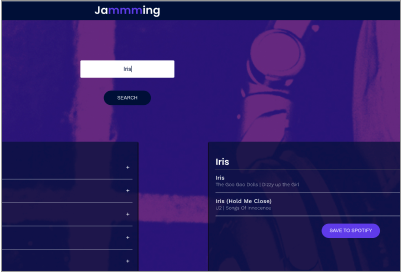 Jammming
Iris
SEARCH
+
+
+
+
+
Iris
Iris
The Goo Goo Dolls | Dizzy up the Girl
Iris (Hold Me Close)
U2 | Songs Of Innocence
SAVE TO SPOTIFY